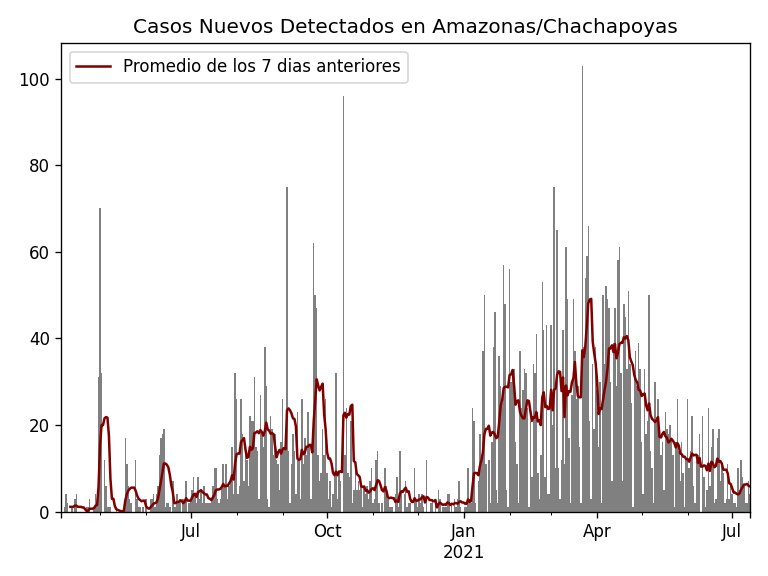 Casos Nuevos Detectados en Amazonas/Chachapoyas
Promedio de los 7 dias anteriores
100
80
60
40
20
0
Jul
Oct
Jan
Apr
Jul
2021